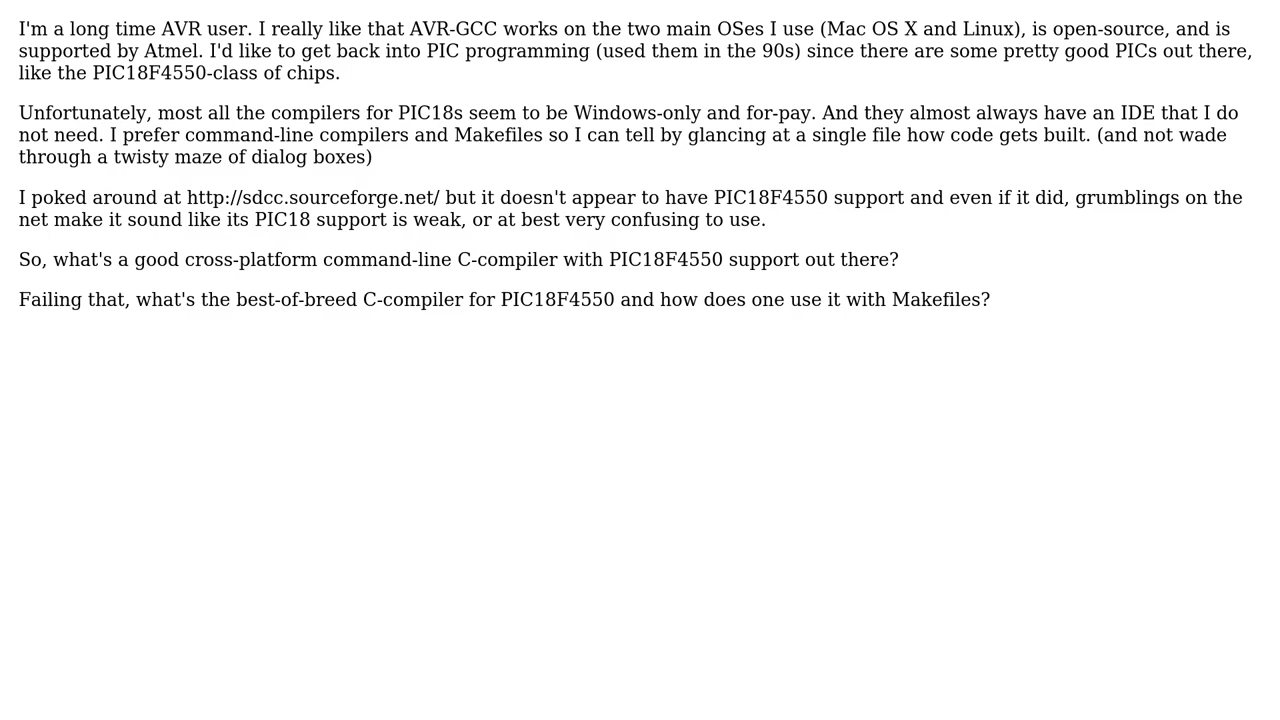 I'm a long time AVR user. I really like that AVR-GCC works on the two main OSes I use (Mac OS X and Linux), is open-source, and is
supported by Atmel. I'd like to get back into PIC programming (used them in the 90s) since there are some pretty good PICs out there,
like the PIC18F4550-class of chips.
Unfortunately, most all the compilers for PIC18s seem to be Windows-only and for-pay. And they almost always have an IDE that I do
not need. I prefer command-line compilers and Makefiles so I can tell by glancing at a single file how code gets built. (and not wade
through a twisty maze of dialog boxes)
I poked around at http://sdcc.sourceforge.net/ but it doesn't appear to have PIC18F4550 support and even if it did, grumblings on the
net make it sound like its PIC18 support is weak, or at best very confusing to use.
So, what's a good cross-platform command-line C-compiler with PIC18F4550 support out there?
Failing that, what's the best-of-breed C-compiler for PIC18F4550 and how does one use it with Makefiles?